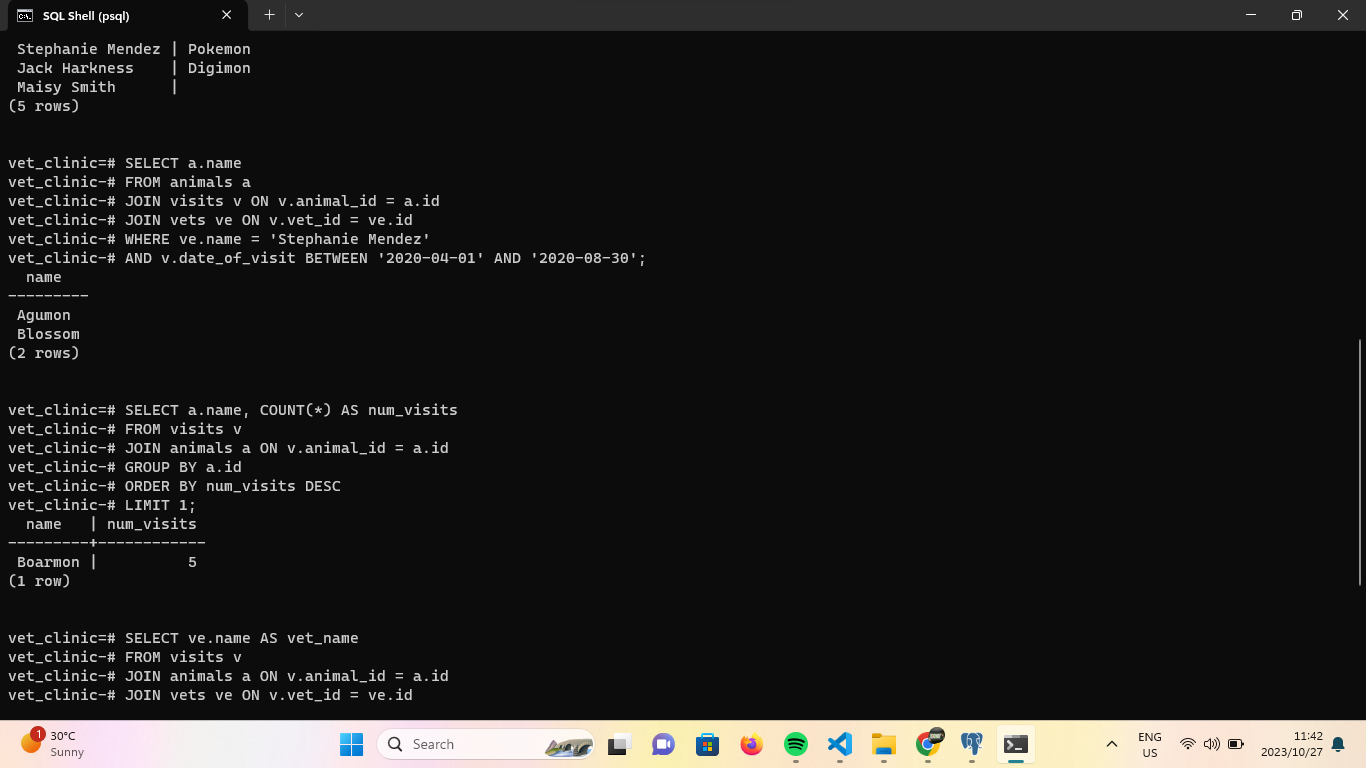 SQL Shell (psql)
 Stephanie Mendez | Pokemon
 Jack Harkness    | Digimon
 Maisy Smith      |
(5 rows)
vet_clinic=# SELECT a.name
vet_clinic-# FROM animals a
vet_clinic-# JOIN visits v ON v.animal_id = a.id
vet_clinic-# JOIN vets ve ON v.vet_id = ve.id
vet_clinic-# WHERE ve.name = 'Stephanie Mendez'
vet_clinic-# AND v.date_of_visit BETWEEN '2020-04-01' AND '2020-08-30';
  name
---------
 Agumon
 Blossom
(2 rows)
vet_clinic=# SELECT a.name, COUNT(*) AS num_visits
vet_clinic-# FROM visits v
vet_clinic-# JOIN animals a ON v.animal_id = a.id
vet_clinic-# GROUP BY a.id
vet_clinic-# ORDER BY num_visits DESC
vet_clinic-# LIMIT 1;
  name   | num_visits
---------+------------
 Boarmon |          5
(1 row)
vet_clinic=# SELECT ve.name AS vet_name
vet_clinic-# FROM visits v
vet_clinic-# JOIN animals a ON v.animal_id = a.id
vet_clinic-# JOIN vets ve ON v.vet_id = ve.id
1
30°C
Sunny
Search
ENG
US
11:42
2023/10/27